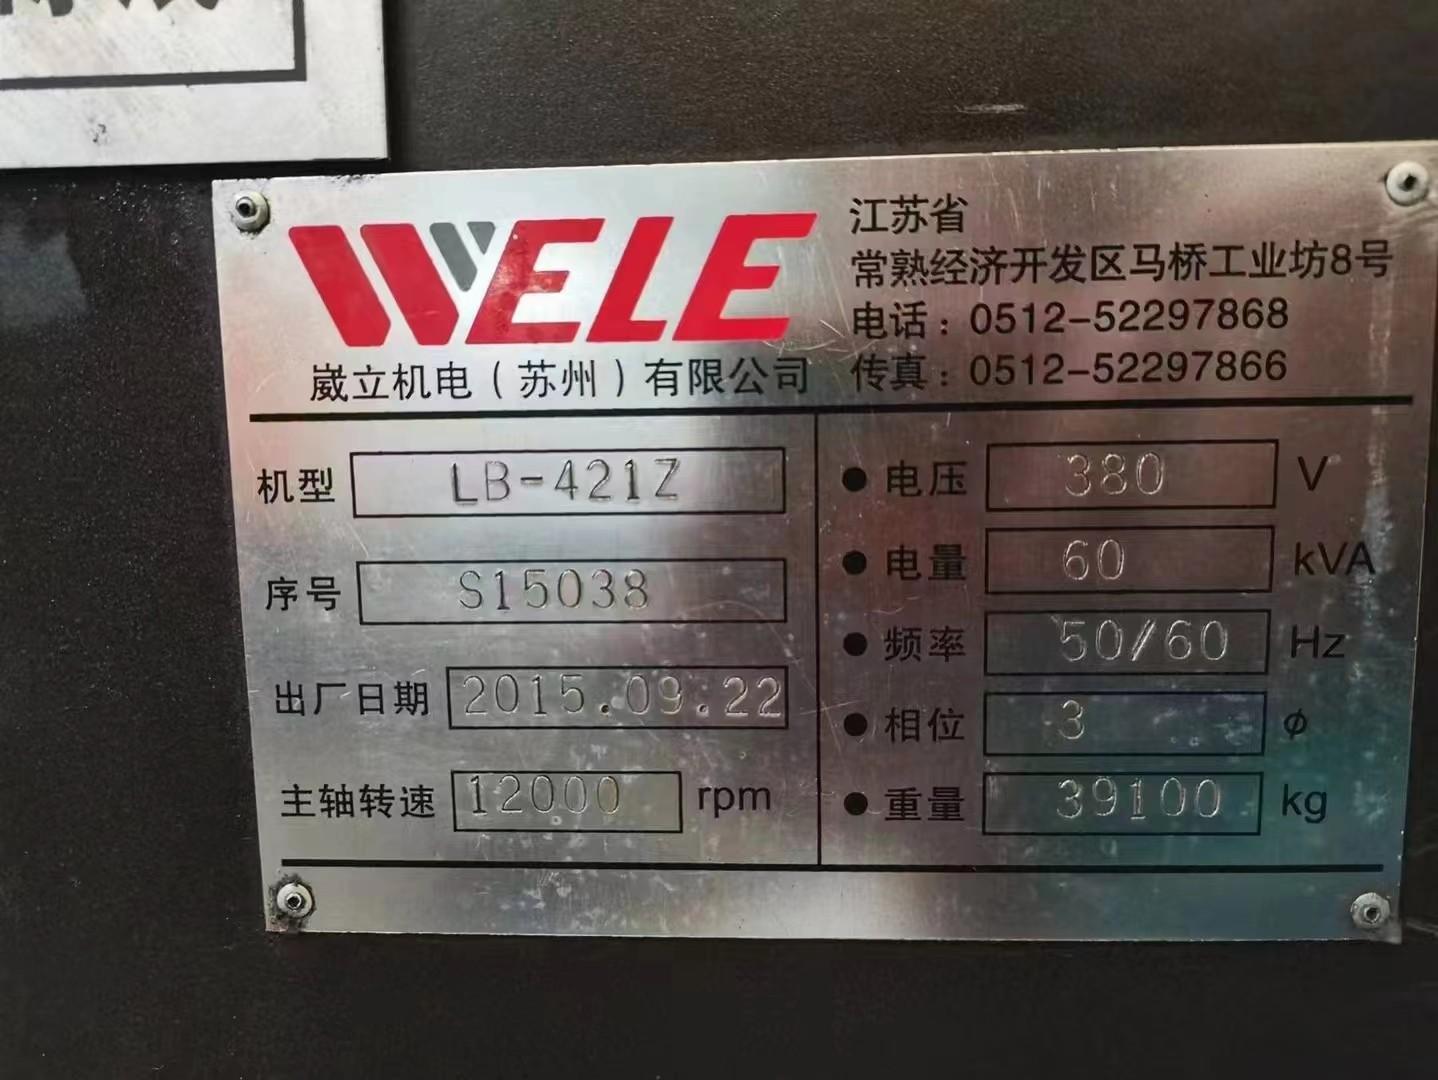 WELE
崴立机电（苏州）有限公司
江苏省
常熟经济开发区马桥工业坊8号
电话：0512-52297868
传真：0512-52297866
机型 LB-421Z
序号 S15038
出厂日期 2015.09.22
主轴转速 12000 rpm
●电压 380 V
●电量 60 kVA
●频率 50/60 Hz
●相位 3 φ
●重量 39100 kg